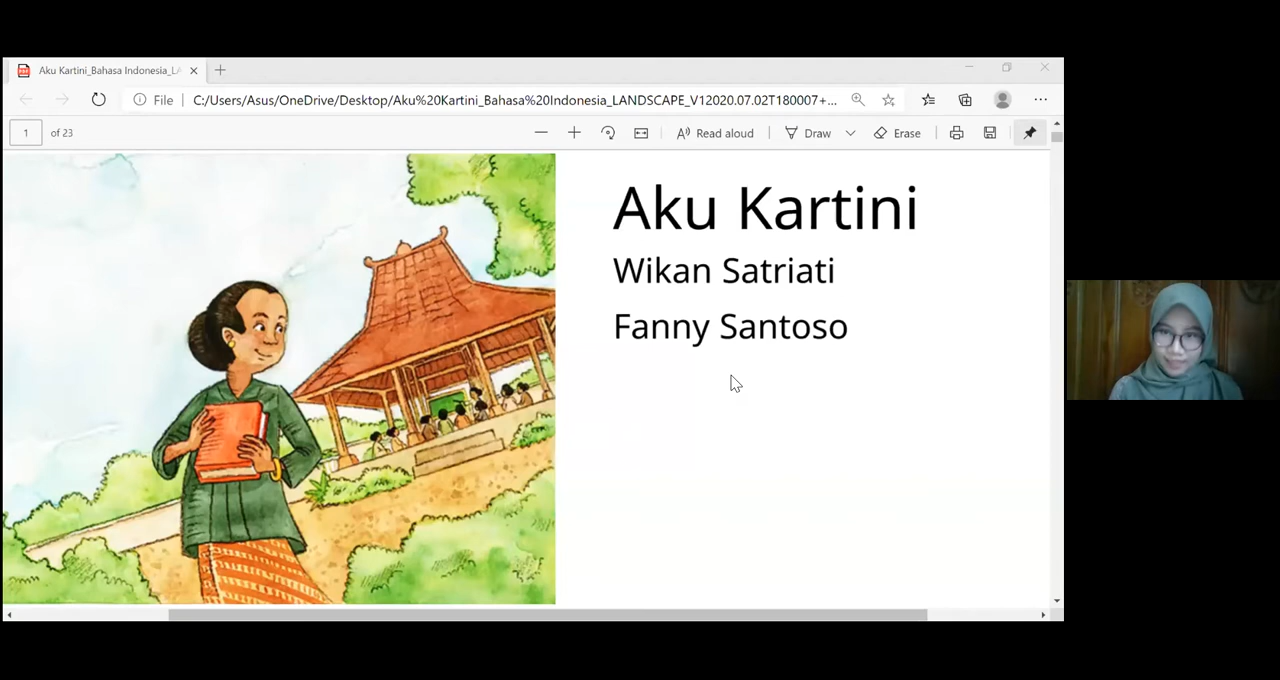 Aku Kartini_Bahasa Indonesia_LA
File
C:/Users/Asus/OneDrive/Desktop/Aku%20Kartini_Bahasa%20Indonesia_LANDSCAPE_V12020.07.02T180007+...
1 of 23
Read aloud
Draw
Erase
Aku Kartini
Wikan Satriati
Fanny Santoso